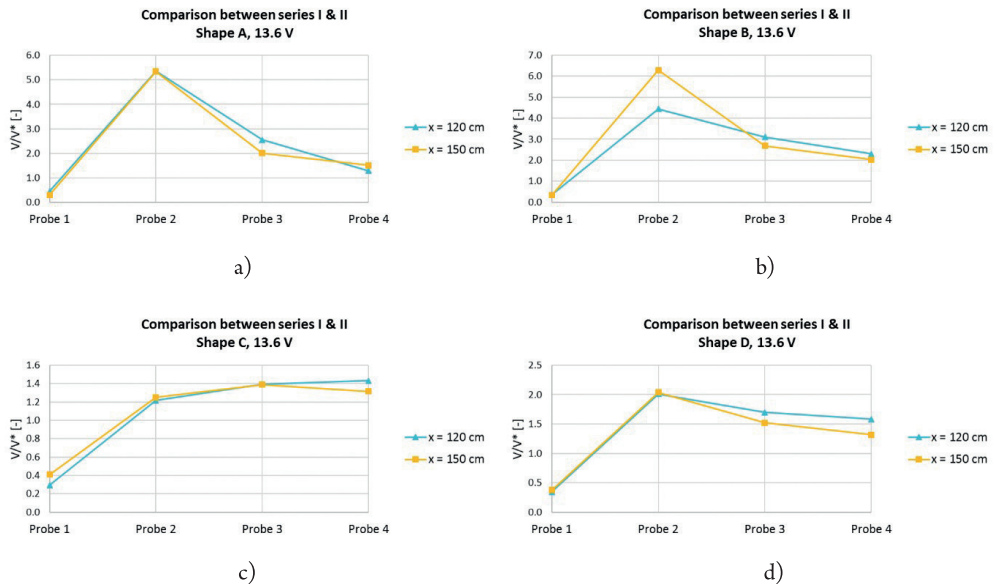 Comparison between series I & II
Shape A, 13.6 V
6.0
5.0
4.0
3.0
2.0
1.0
0.0
V/V* [-]
Probe 1 Probe 2 Probe 3 Probe 4
x = 120 cm
x = 150 cm
a)
Comparison between series I & II
Shape B, 13.6 V
7.0
6.0
5.0
4.0
3.0
2.0
1.0
0.0
V/V* [-]
Probe 1 Probe 2 Probe 3 Probe 4
x = 120 cm
x = 150 cm
b)
Comparison between series I & II
Shape C, 13.6 V
1.6
1.4
1.2
1.0
0.8
0.6
0.4
0.2
0.0
V/V* [-]
Probe 1 Probe 2 Probe 3 Probe 4
x = 120 cm
x = 150 cm
c)
Comparison between series I & II
Shape D, 13.6 V
2.5
2.0
1.5
1.0
0.5
0.0
V/V* [-]
Probe 1 Probe 2 Probe 3 Probe 4
x = 120 cm
x = 150 cm
d)